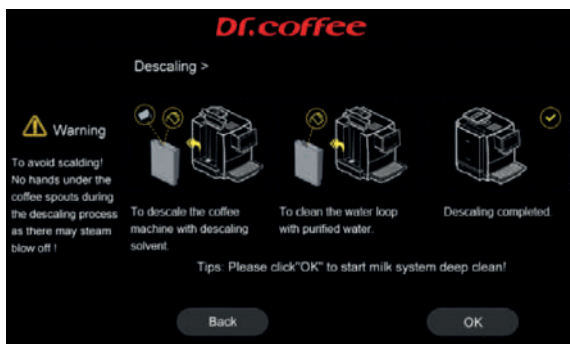 Dr.coffee
Descaling >
Warning
To avoid scalding!
No hands under the
coffee spouts during
the descaling process
as there may steam
blow off !
To descale the coffee
machine with descaling
solvent.
To clean the water loop
with purified water.
Descaling completed.
Tips: Please click"OK" to start milk system deep clean!
Back
OK